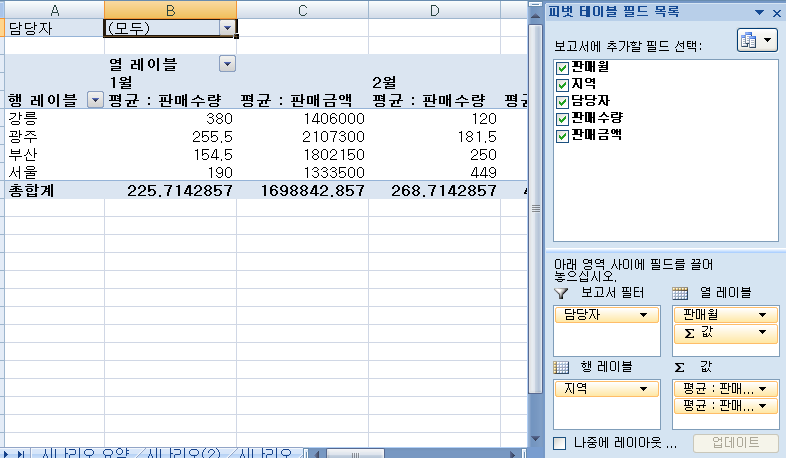 A B C D
담당자 (모두)
열 레이블
1월 2월
행 레이블 평균 : 판매수량 평균 : 판매금액 평균 : 판매수량 평균
강릉 380 1406000 120
광주 255.5 2107300 181.5
부산 154.5 1802150 250
서울 190 1333500 449
총합계 225.7142857 1698842.857 268.7142857 4
시나리오 요약 시나리오(2) 시나리오
피벗 테이블 필드 목록
보고서에 추가할 필드 선택:
판매월
지역
담당자
판매수량
판매금액
아래 영역 사이에 필드를 끌어
놓으십시오.
보고서 필터 열 레이블
담당자 판매월
Σ 값
행 레이블 Σ 값
지역 평균 : 판매...
평균 : 판매...
나중에 레이아웃 ... 업데이트